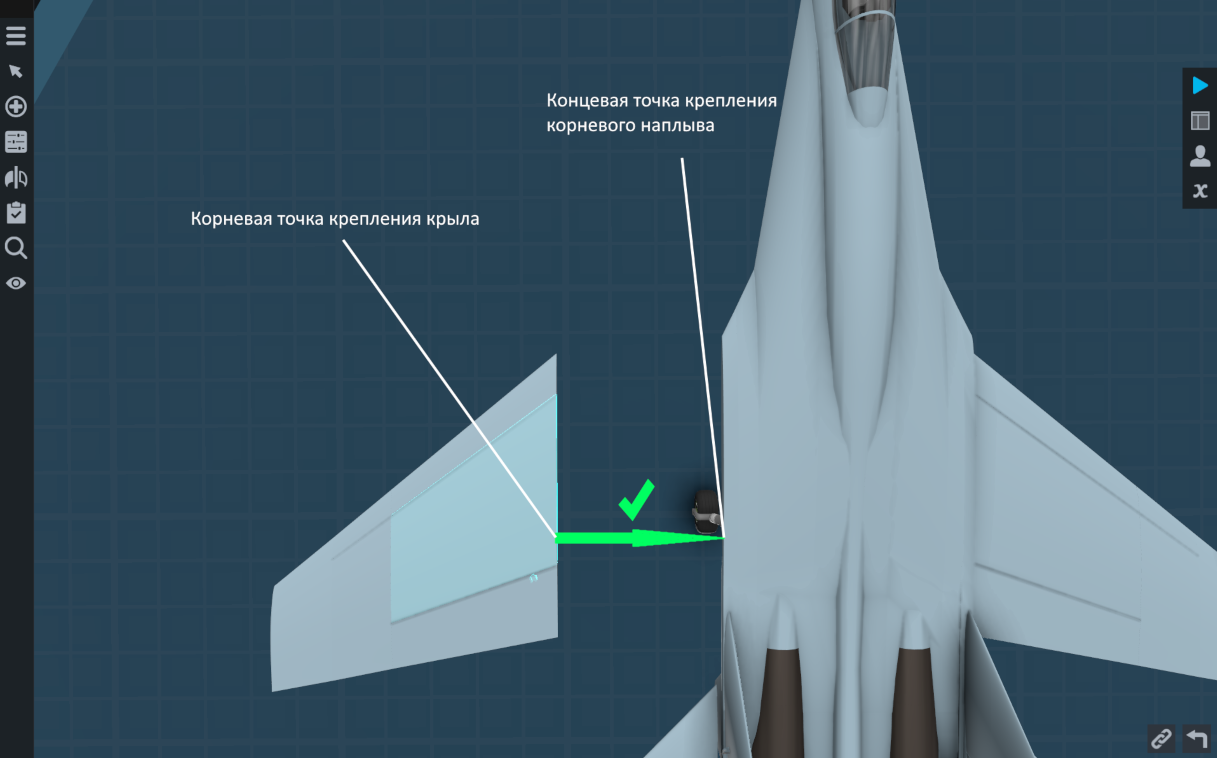 Концевая точка крепления
корневого наплыва
Корневая точка крепления крыла